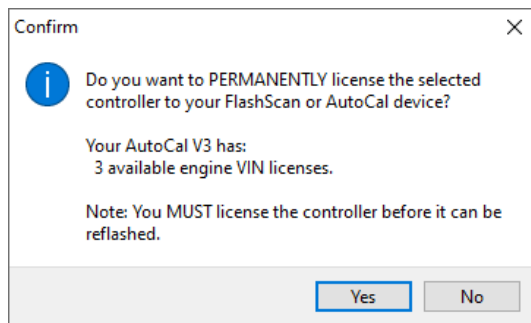 Confirm
Do you want to PERMANENTLY license the selected
controller to your FlashScan or AutoCal device?
Your AutoCal V3 has:
3 available engine VIN licenses.
Note: You MUST license the controller before it can be
reflashed.
Yes
No